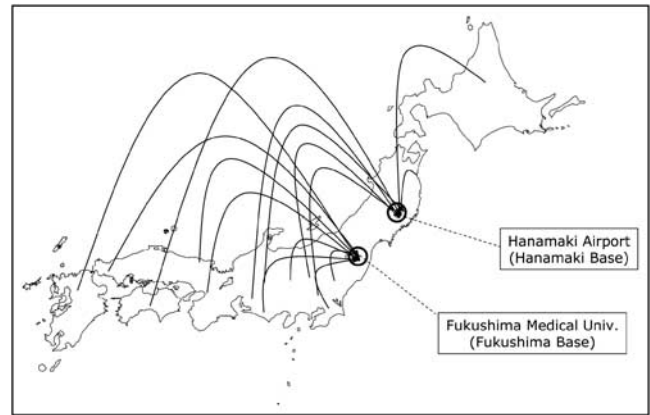 Hanamaki Airport
(Hanamaki Base)
Fukushima Medical Univ.
(Fukushima Base)